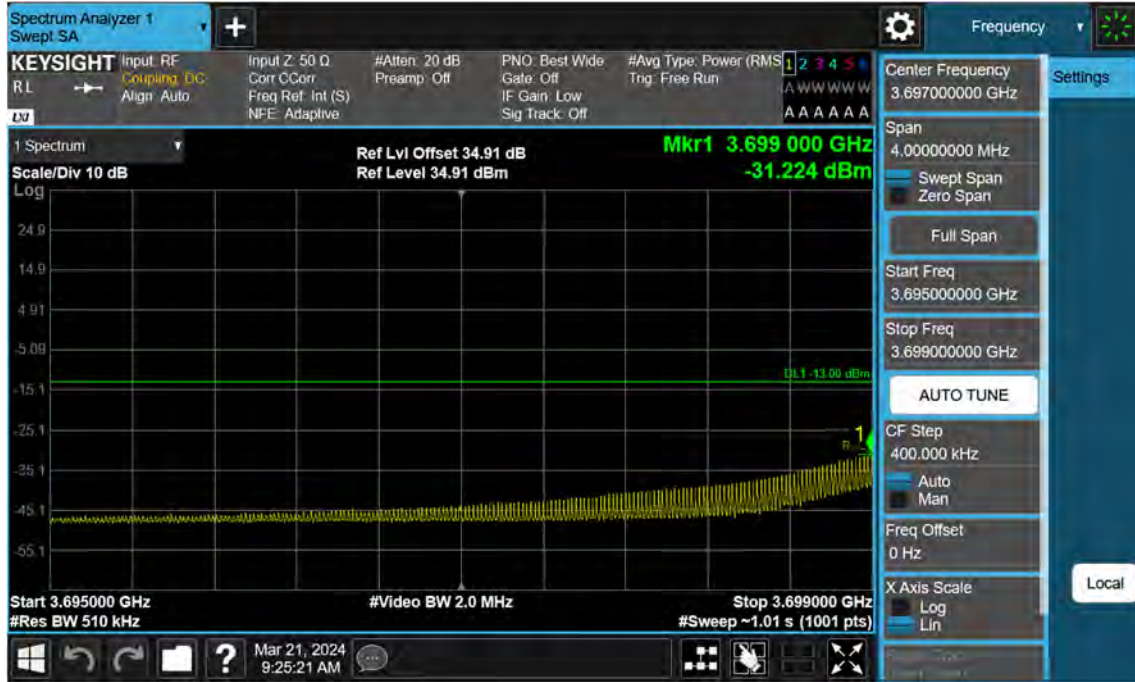 Spectrum Analyzer 1
Swept SA
+
Frequency
KEYSIGHT
RL
LXI
Input: RF
Coupling: DC
Align: Auto
Input Z: 50 Ω
Corr CCorr
Freq Ref: Int (S)
NFE: Adaptive
#Atten: 20 dB
Preamp: Off
PNO: Best Wide
Gate: Off
IF Gain: Low
Sig Track: Off
#Avg Type: Power (RMS
Trig: Free Run
1 2 3 4 5 6
A W W W W W
A A A A A A
1 Spectrum
Scale/Div 10 dB
Log
Ref Lvl Offset 34.91 dB
Ref Level 34.91 dBm
Mkr1 3.699 000 GHz
-31.224 dBm
24.9
14.9
4.91
-5.09
-15.1
-25.1
-35.1
-45.1
-55.1
DL1 -13.00 dBm
1
Start 3.695000 GHz
#Res BW 510 kHz
#Video BW 2.0 MHz
Stop 3.699000 GHz
#Sweep ~1.01 s (1001 pts)
Center Frequency
3.697000000 GHz
Span
4.00000000 MHz
Swept Span
Zero Span
Full Span
Start Freq
3.695000000 GHz
Stop Freq
3.699000000 GHz
AUTO TUNE
CF Step
400.000 kHz
Auto
Man
Freq Offset
0 Hz
X Axis Scale
Log
Lin
Settings
Local
?
Mar 21, 2024
9:25:21 AM